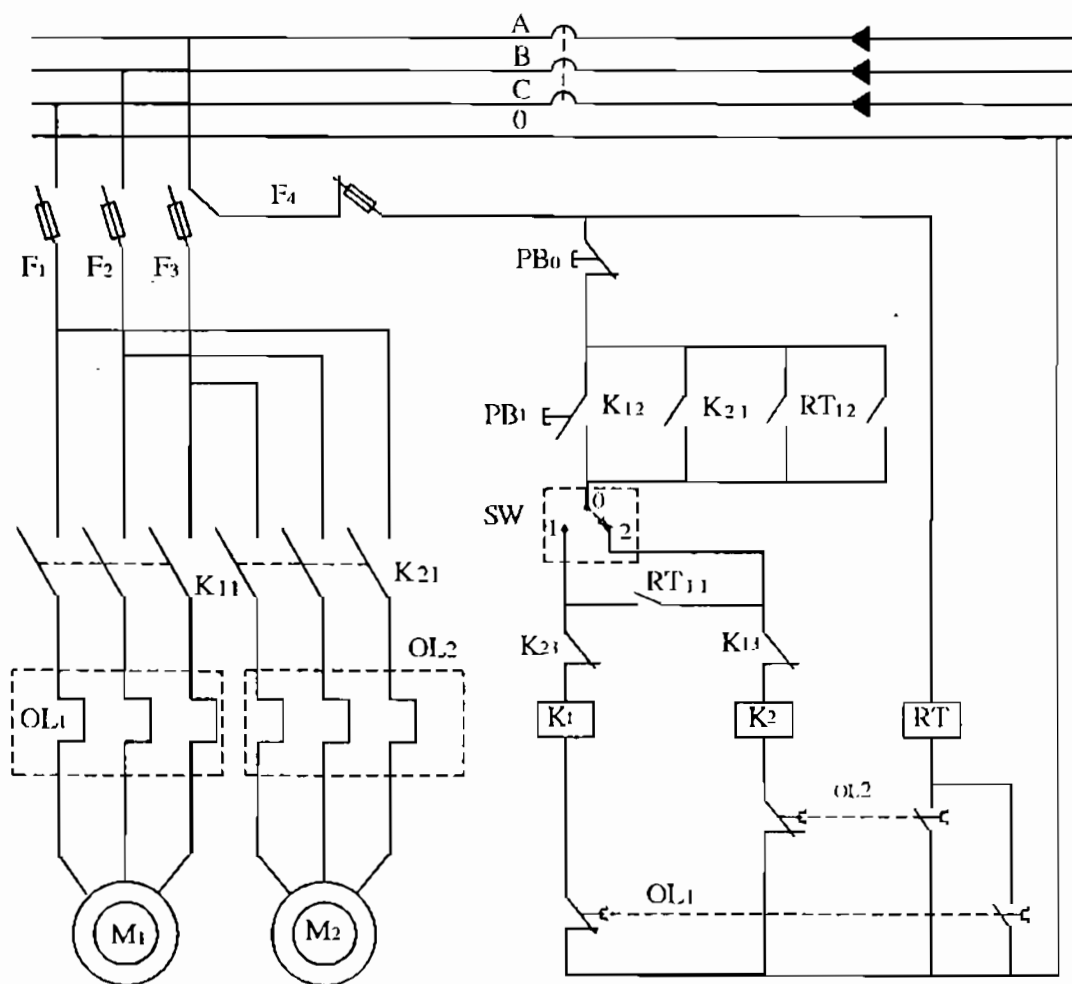 A
B
C
0
F4
F1
F2
F3
PB0
PB1
K12
K21
RT12
SW
0
1
2
RT11
K11
K21
K23
K13
OL2
OL1
K1
K2
RT
OL2
OL1
M1
M2